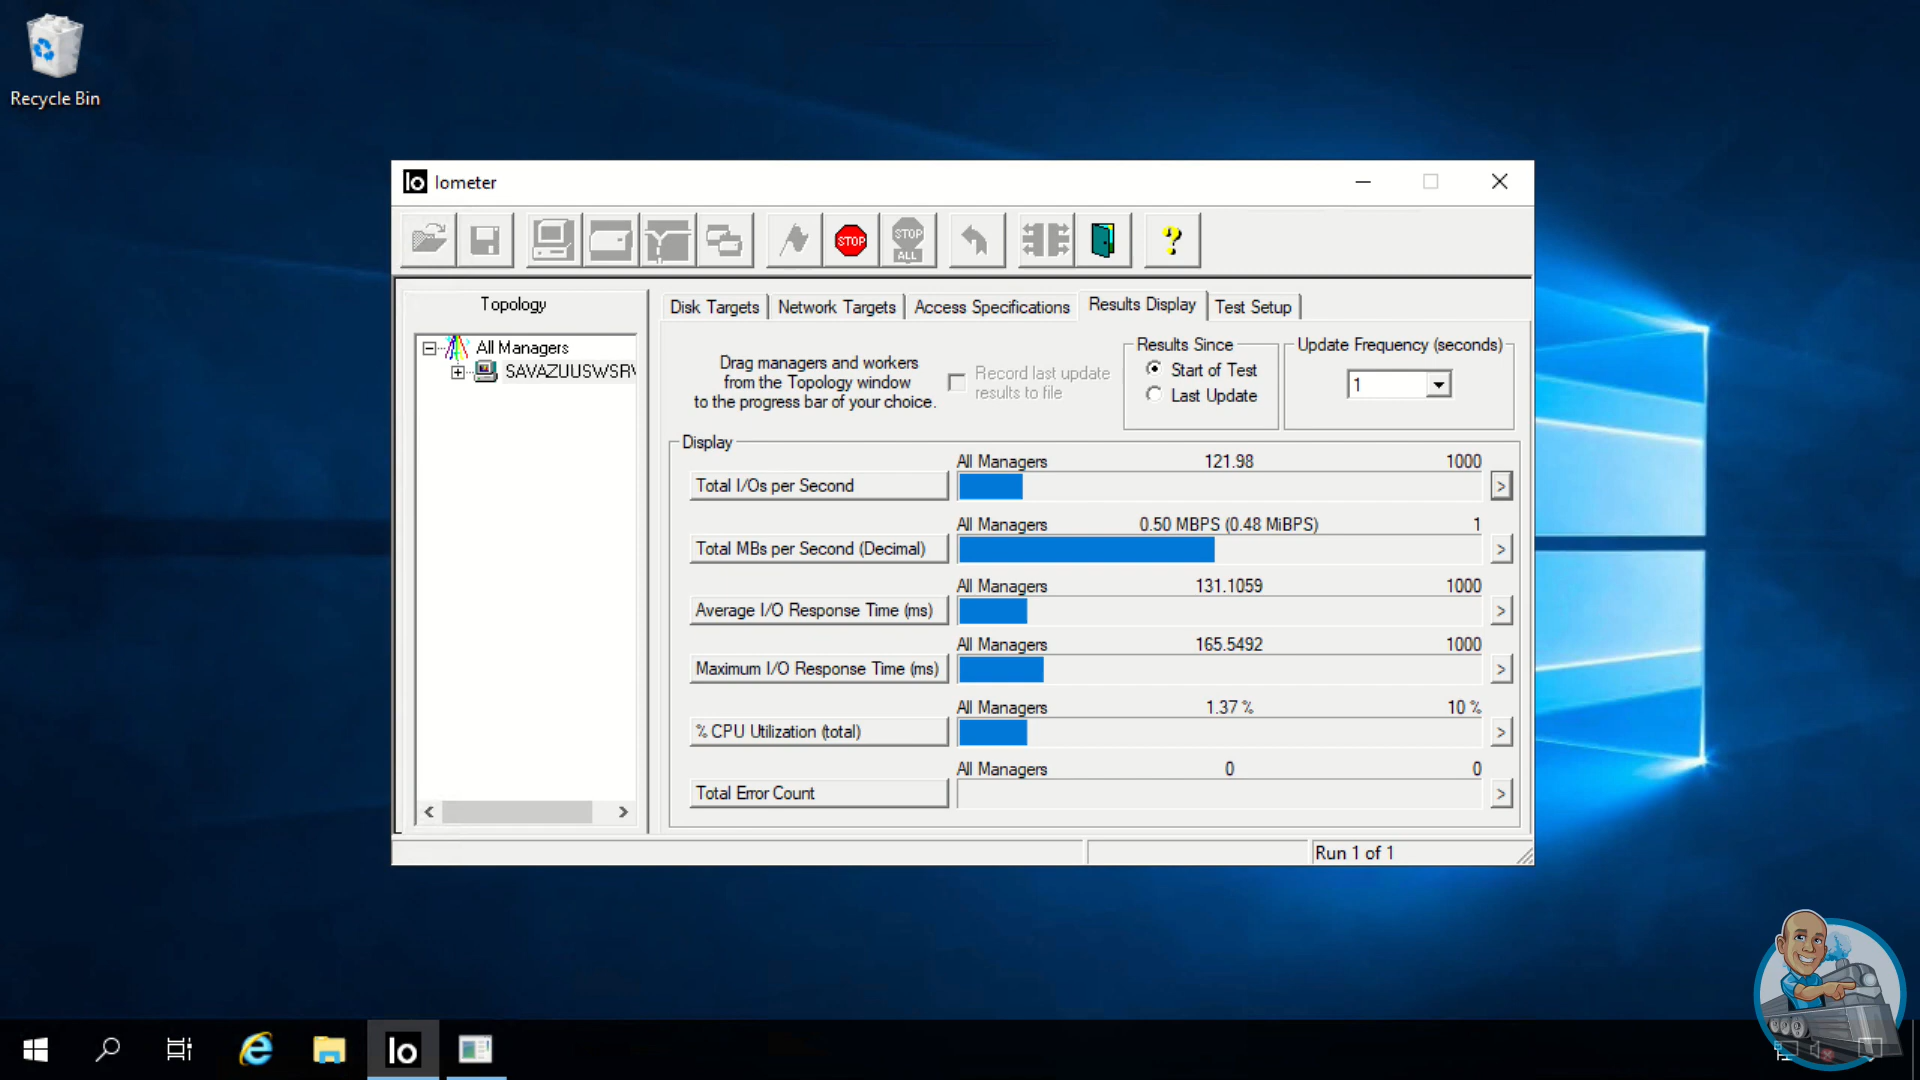 Recycle Bin
Io Iometer
STOP
STOP
ALL
Topology
All Managers
SAVAZUUSWSRV
Disk Targets
Network Targets
Access Specifications
Results Display
Test Setup
Drag managers and workers
from the Topology window
to the progress bar of your choice.
Record last update
results to file
Results Since
Start of Test
Last Update
Update Frequency (seconds)
1
Display
All Managers 121.98 1000
Total I/Os per Second >
All Managers 0.50 MBPS (0.48 MiBPS) 1
Total MBs per Second (Decimal) >
All Managers 131.1059 1000
Average I/O Response Time (ms) >
All Managers 165.5492 1000
Maximum I/O Response Time (ms) >
All Managers 1.37 % 10 %
% CPU Utilization (total) >
All Managers 0 0
Total Error Count >
Run 1 of 1
Io